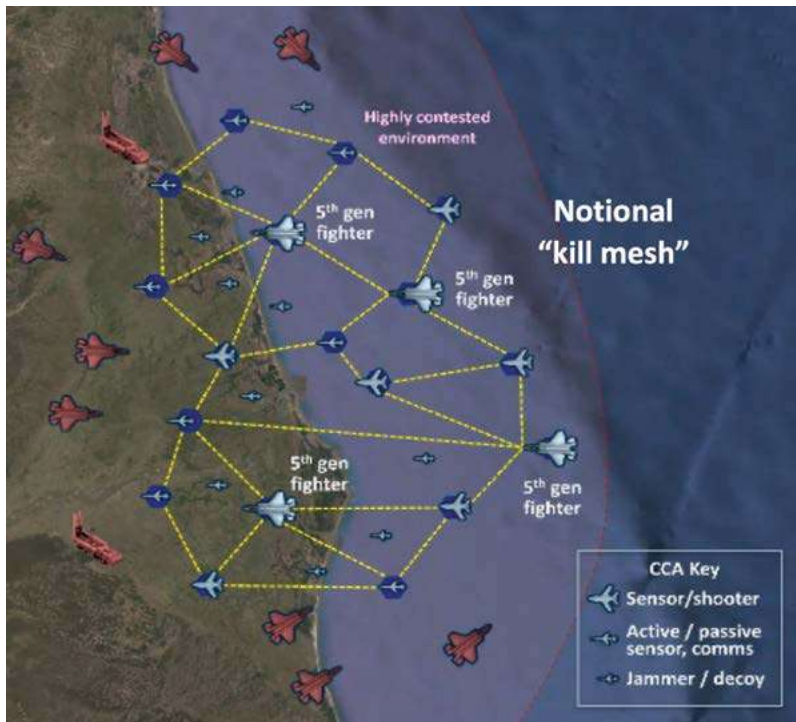 Highly contested
environment
Notional
"kill mesh"
5th gen
fighter
5th gen
fighter
5th gen
fighter
5th gen
fighter
CCA Key
Sensor/shooter
Active / passive
sensor, comms
Jammer / decoy